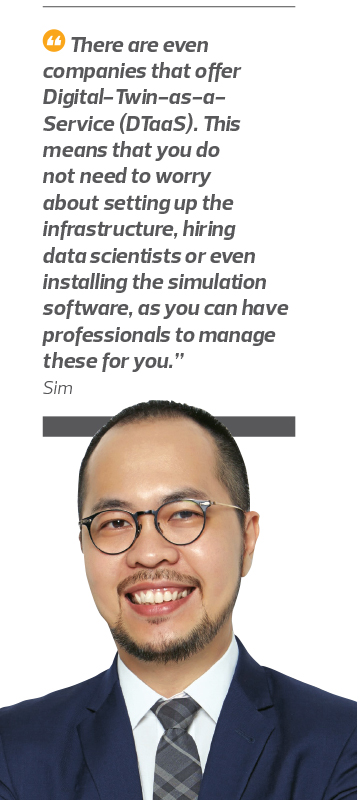 “ There are even
companies that offer
Digital-Twin-as-a-
Service (DTaaS). This
means that you do
not need to worry
about setting up the
infrastructure, hiring
data scientists or even
installing the simulation
software, as you can have
professionals to manage
these for you.”
Sim